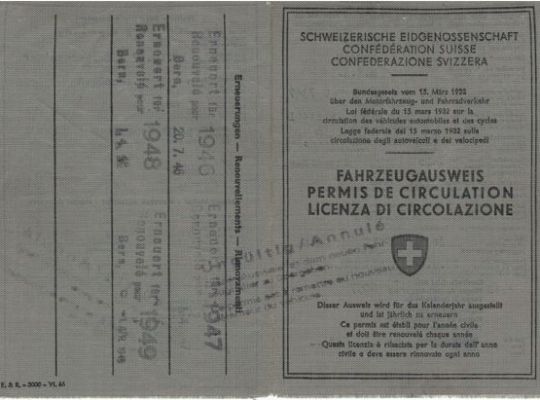 SCHWEIZERISCHE EIDGENOSSENSCHAFT
CONFÉDÉRATION SUISSE
CONFEDERAZIONE SVIZZERA
Bundesgesetz vom 15. März 1932
über den Motorfahrzeug- und Fahrradverkehr
Loi fédérale du 15 mars 1932 sur la
circulation des véhicules automobiles et des cycles
Legge federale del 15 marzo 1932 sulla
circolazione degli autoveicoli e dei velocipedi
FAHRZEUGAUSWEIS
PERMIS DE CIRCULATION
LICENZA DI CIRCOLAZIONE
ültig/Annulé
Dieser Ausweis wird für das Kalenderjahr ausgestellt
und ist jährlich zu erneuern
Ce permis est établi pour l'année civile
et doit être renouvelé chaque année
Questa licenza è rilasciata per la durata dell'anno
civile e deve essere rinnovata ogni anno
Erneuerungen — Renouvellements — Rinnovazioni
Erneuert für
Renouvelé pour
1946
Bern, 20. 7. 46
1947
Erneuert für
Renouvelé pour
1948
Bern,
Erneuert für
Renouvelé pour
1949
Bern